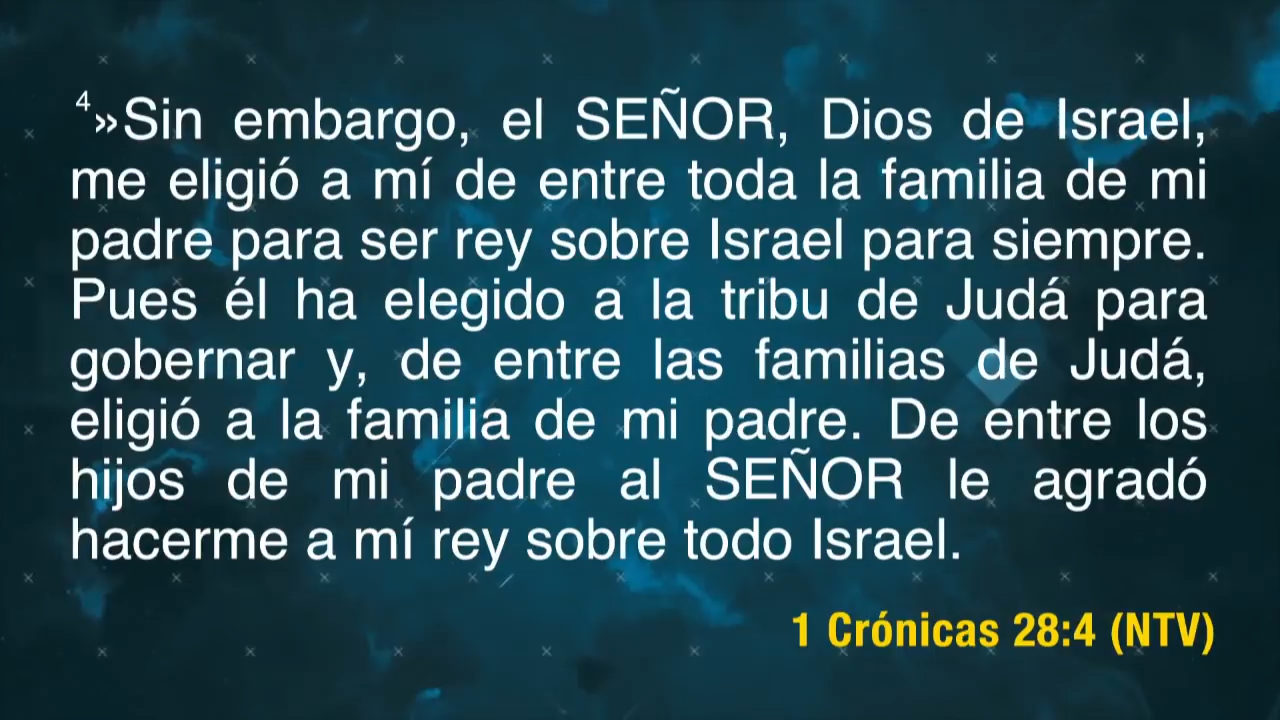 4»Sin embargo, el SEÑOR, Dios de Israel,
me eligió a mí de entre toda la familia de mi
padre para ser rey sobre Israel para siempre.
Pues él ha elegido a la tribu de Judá para
gobernar y, de entre las familias de Judá,
eligió a la familia de mi padre. De entre los
hijos de mi padre al SEÑOR le agradó
hacerme a mí rey sobre todo Israel.
1 Crónicas 28:4 (NTV)